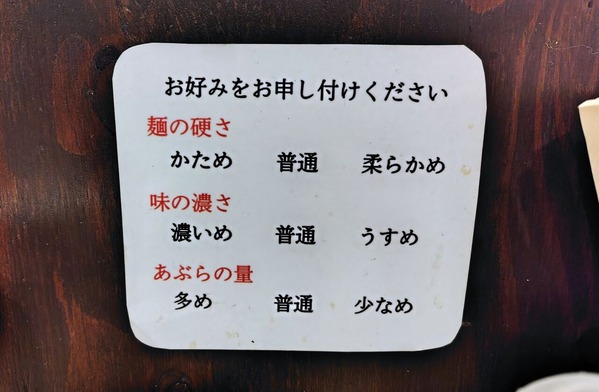 お好みをお申し付けください
麺の硬さ
かため 普通 柔らかめ
味の濃さ
濃いめ 普通 うすめ
あぶらの量
多め 普通 少なめ